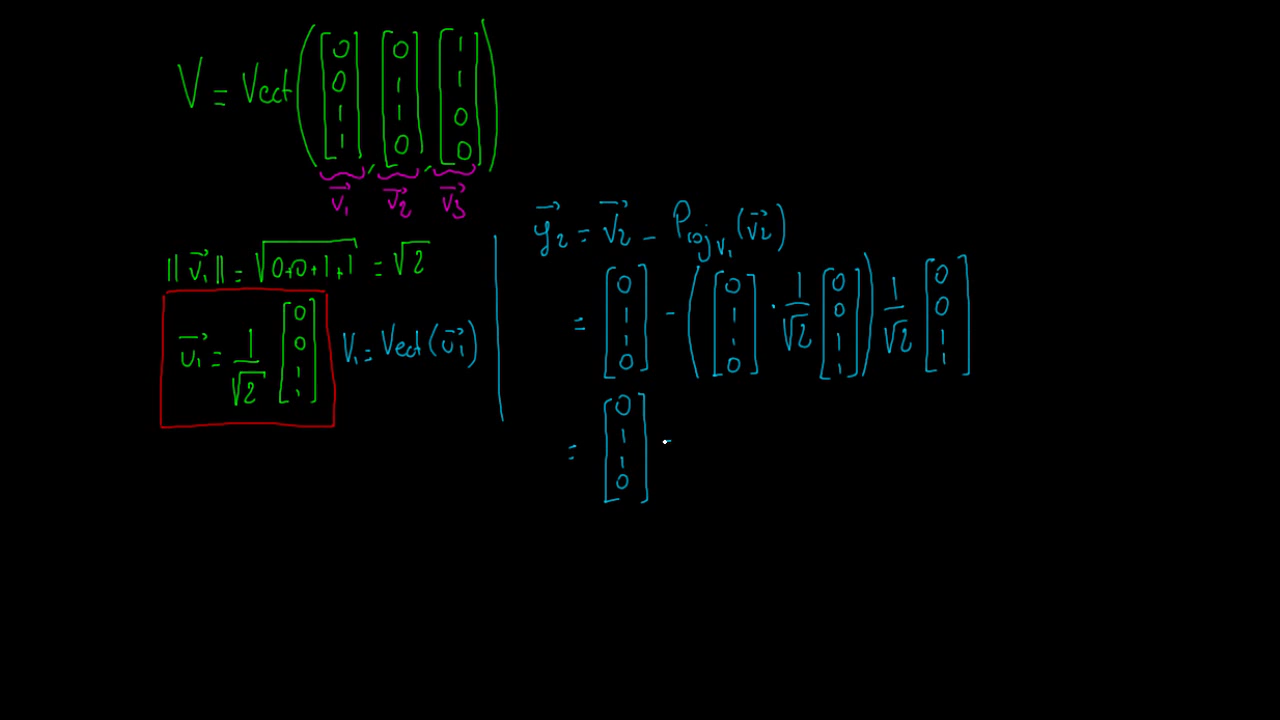 V = Vect([0 0 1 1], [0 1 1 0], [1 1 0 0])
v₁ v₂ v₃
||v₁|| = √0+0+1+1 = √2
u₁ = 1/√2 [0 0 1 1] V₁ = Vect(u₁)
y₂ = v₂ - Projv₁(v₂)
= [0 1 1 0] - ([0 1 1 0] · 1/√2 [0 0 1 1]) 1/√2 [0 0 1 1]
= [0 1 1 0] -